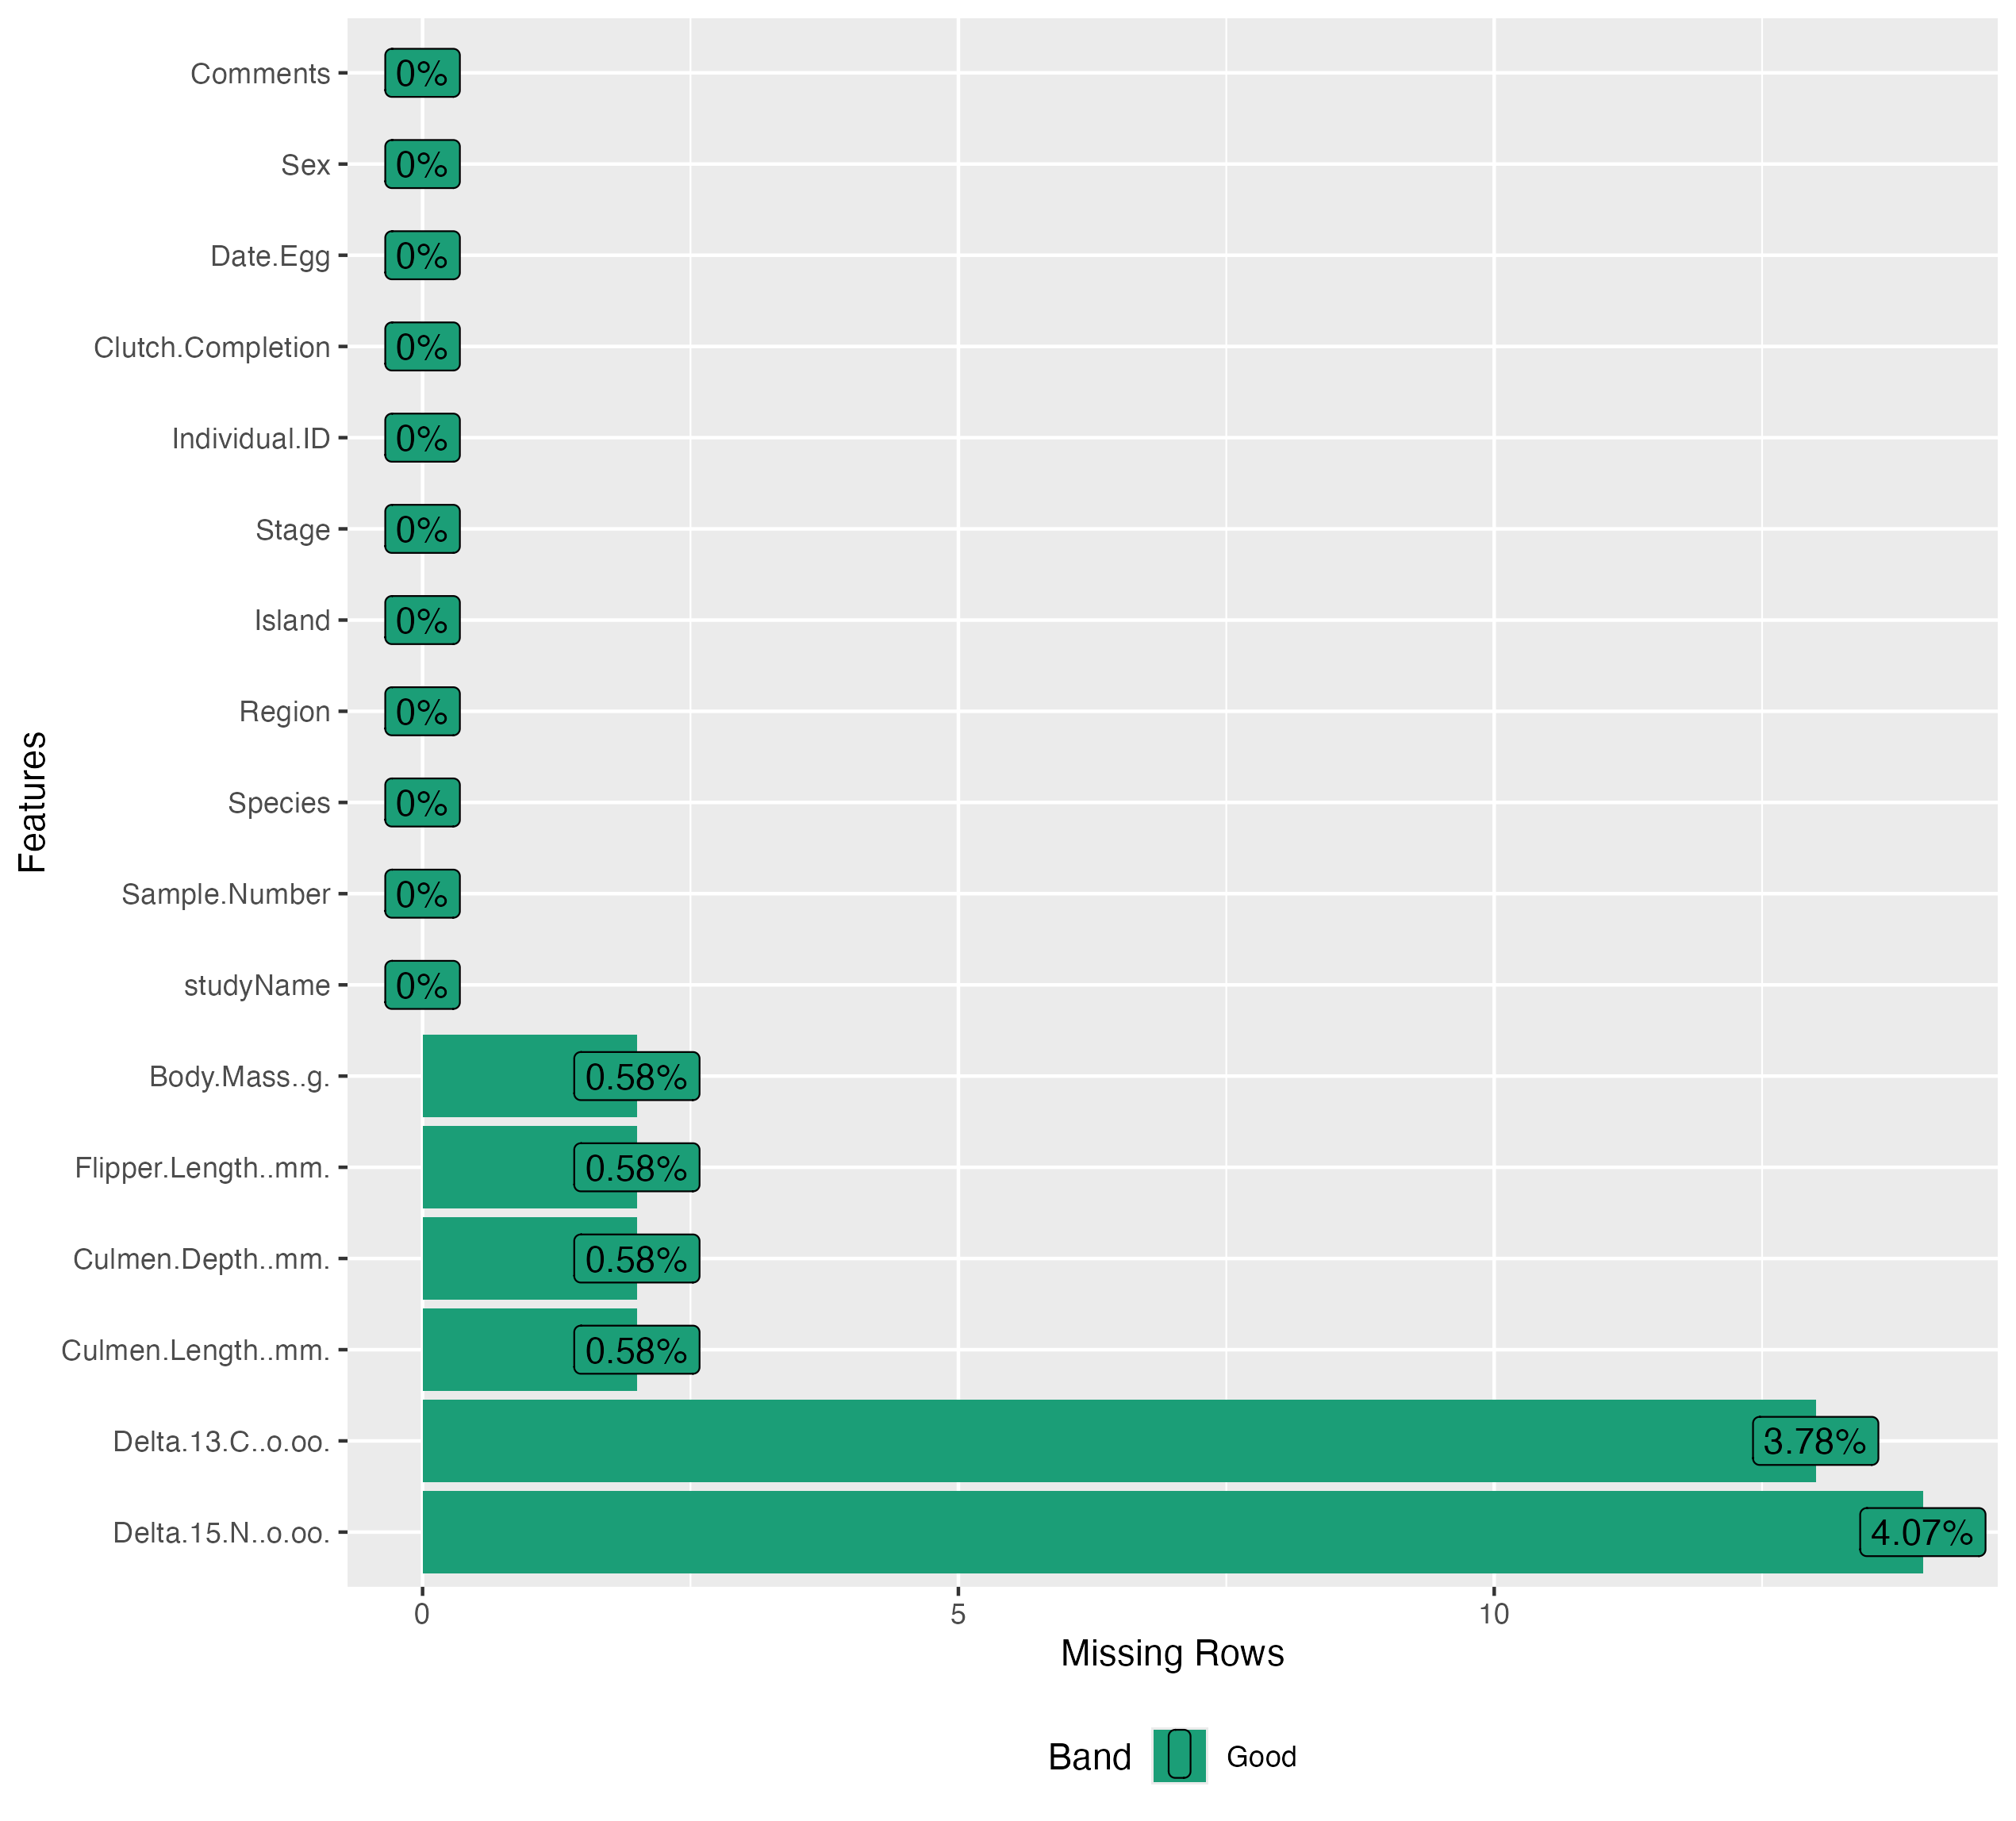 Comments 0%
Sex 0%
Date.Egg 0%
Clutch.Completion 0%
Individual.ID 0%
Stage 0%
Island 0%
Region 0%
Species 0%
Sample.Number 0%
studyName 0%
Body.Mass..g. 0.58%
Flipper.Length..mm. 0.58%
Culmen.Depth..mm. 0.58%
Culmen.Length..mm. 0.58%
Delta.13.C..o.oo. 3.78%
Delta.15.N..o.oo. 4.07%
Features
0 5 10
Missing Rows
Band Good